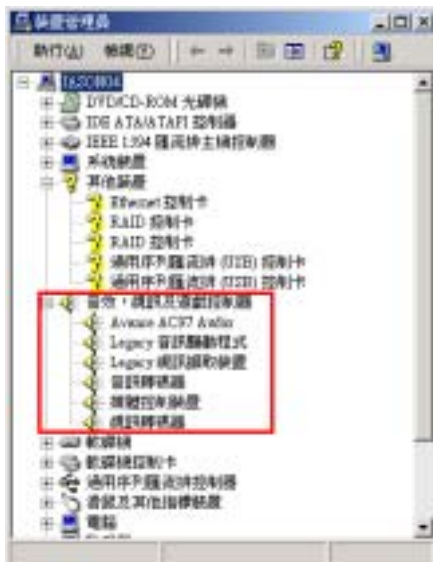 裝置管理員
執行(A) 檢視(V)
JASON04
DVD/CD-ROM 光碟機
IDE ATA/ATAPI 控制器
IEEE 1394 匯流排主機控制器
系統裝置
其他裝置
Ethernet 控制卡
RAID 控制卡
RAID 控制卡
通用序列匯流排 (USB) 控制卡
通用序列匯流排 (USB) 控制卡
音效，視訊及遊戲控制器
Avance AC97 Audio
Legacy 音訊驅動程式
Legacy 視訊擷取裝置
音訊轉碼器
媒體控制裝置
視訊轉碼器
軟碟機
軟碟機控制卡
通用序列匯流排控制器
滑鼠及其他指標裝置
電腦